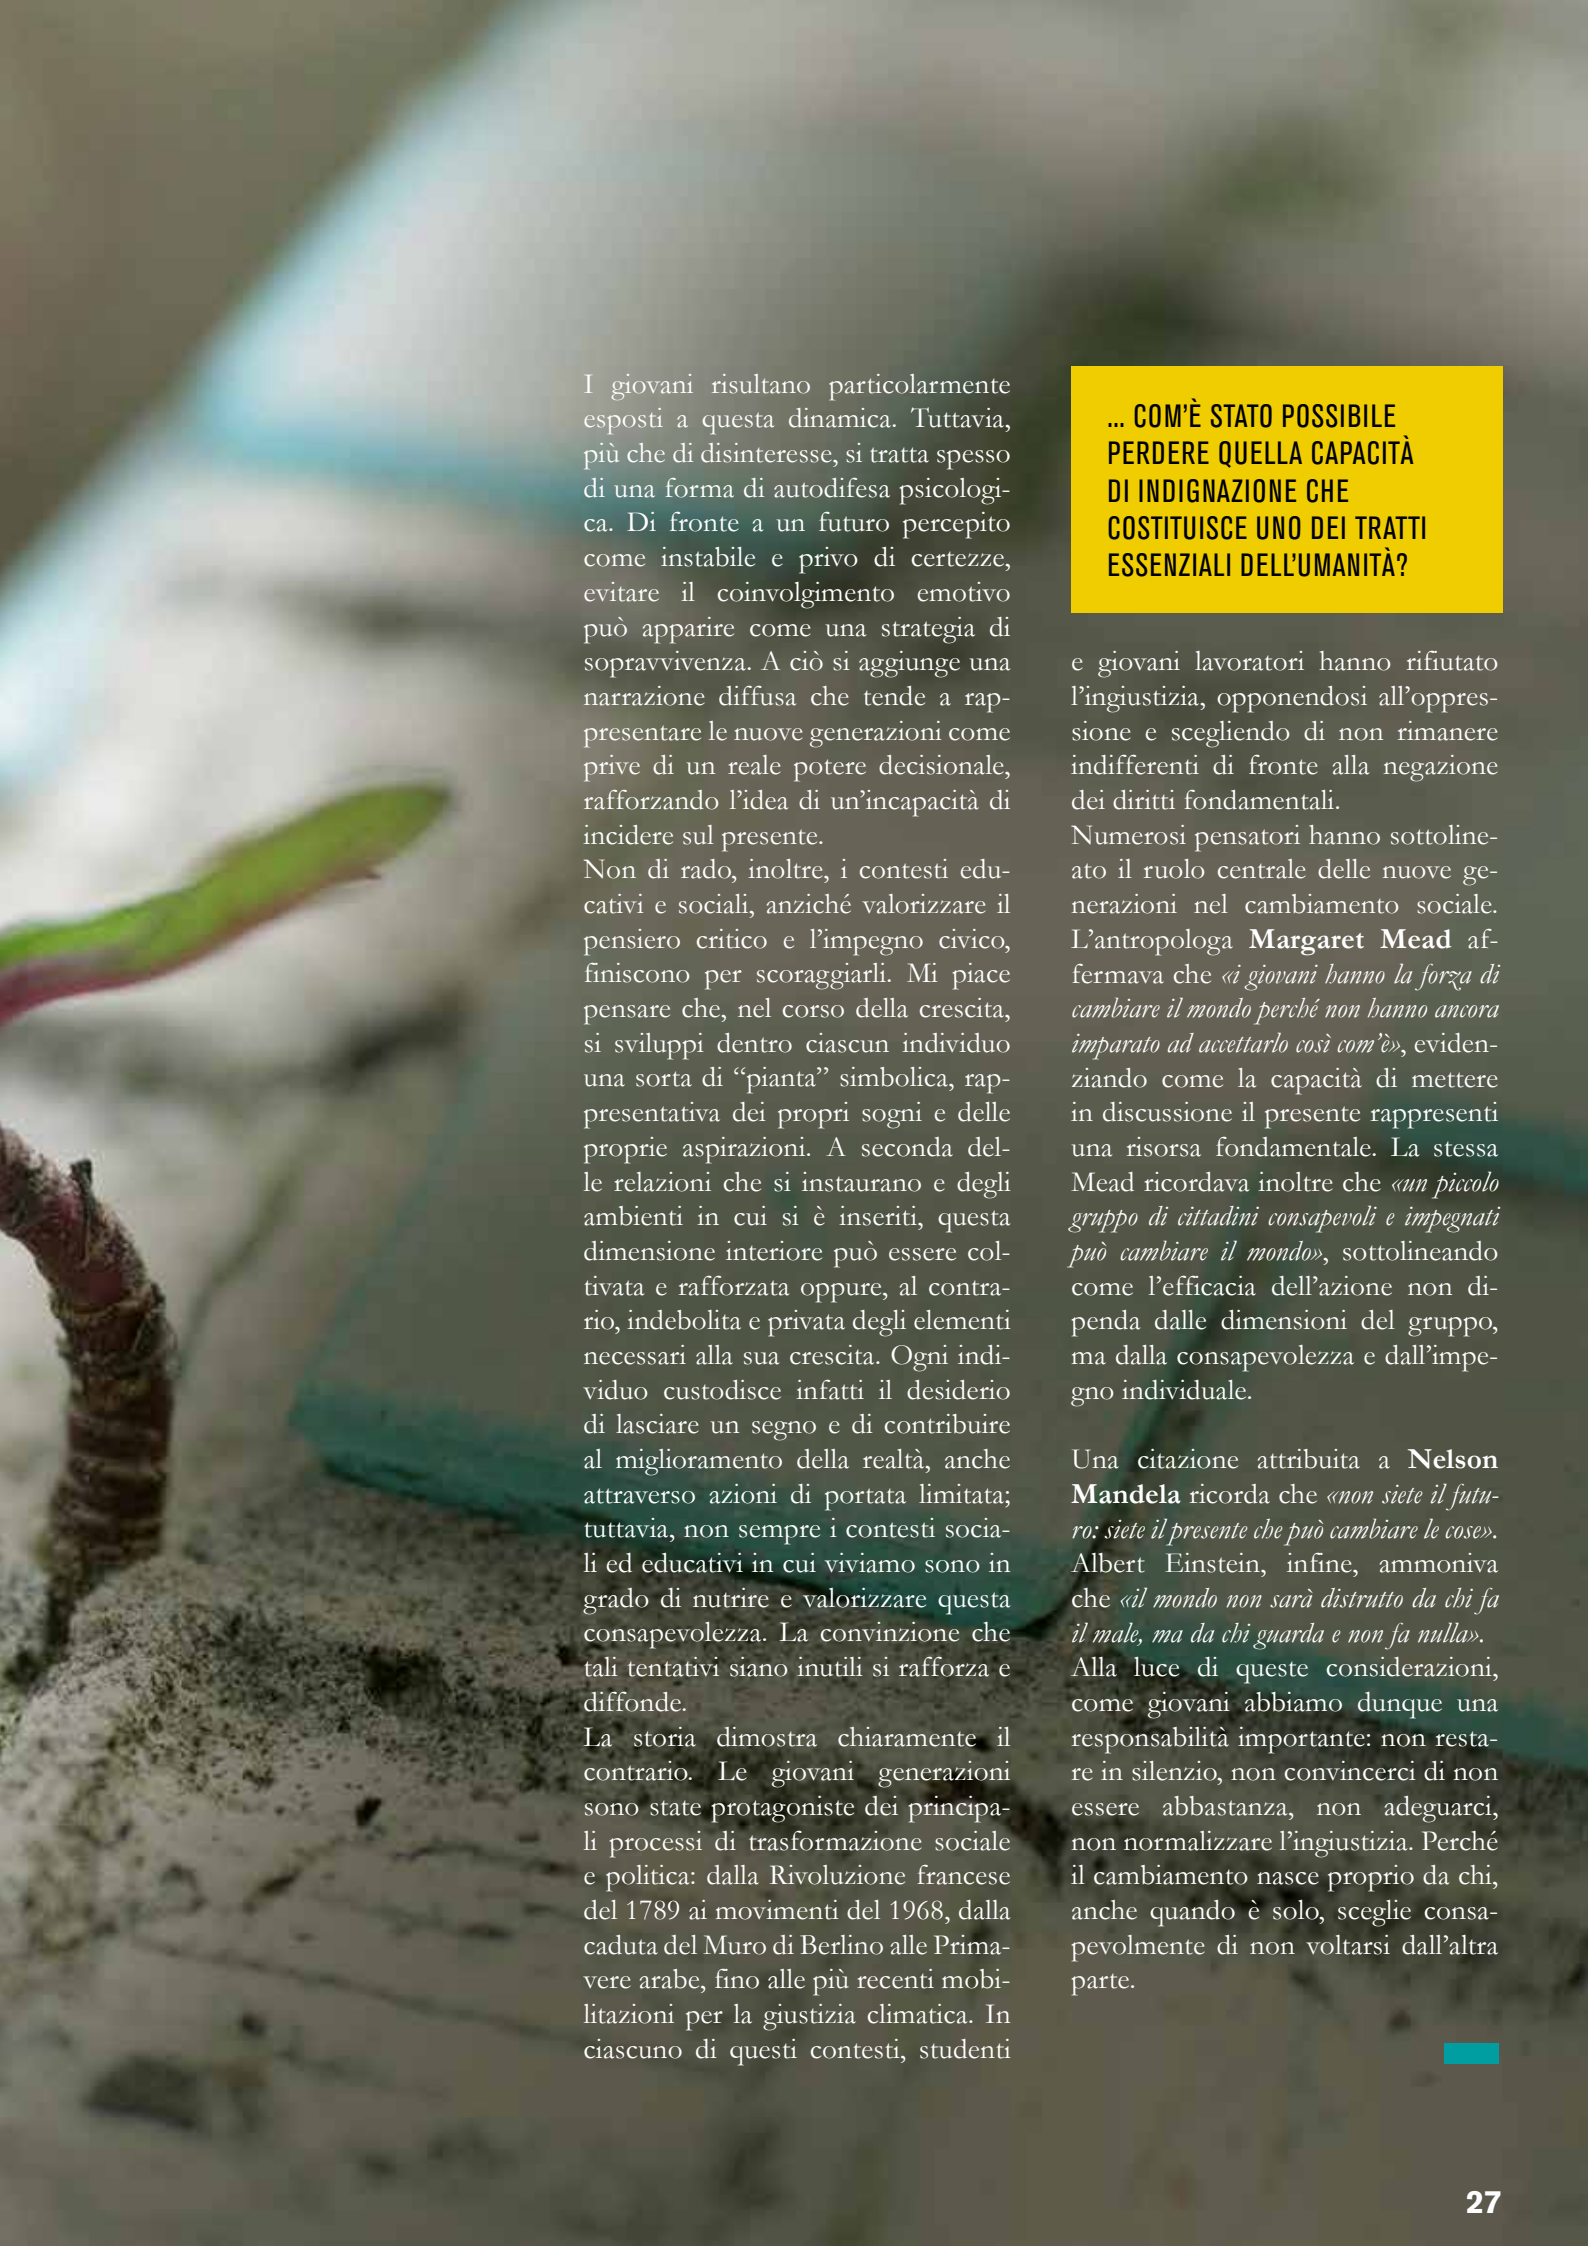 I giovani risultano particolarmente
esposti a questa dinamica. Tuttavia,
più che di disinteresse, si tratta spesso
di una forma di autodifesa psicologi-
ca. Di fronte a un futuro percepito
come instabile e privo di certezze,
evitare il coinvolgimento emotivo
può apparire come una strategia di
sopravvivenza. A ciò si aggiunge una
narrazione diffusa che tende a rap-
presentare le nuove generazioni come
prive di un reale potere decisionale,
rafforzando l’idea di un’incapacità di
incidere sul presente.
Non di rado, inoltre, i contesti edu-
cativi e sociali, anziché valorizzare il
pensiero critico e l’impegno civico,
finiscono per scoraggiarli. Mi piace
pensare che, nel corso della crescita,
si sviluppi dentro ciascun individuo
una sorta di “pianta” simbolica, rap-
presentativa dei propri sogni e delle
proprie aspirazioni. A seconda del-
le relazioni che si instaurano e degli
ambienti in cui si è inseriti, questa
dimensione interiore può essere col-
tivata e rafforzata oppure, al contra-
rio, indebolita e privata degli elementi
necessari alla sua crescita. Ogni indi-
viduo custodisce infatti il desiderio
di lasciare un segno e di contribuire
al miglioramento della realtà, anche
attraverso azioni di portata limitata;
tuttavia, non sempre i contesti socia-
li ed educativi in cui viviamo sono in
grado di nutrire e valorizzare questa
consapevolezza. La convinzione che
tali tentativi siano inutili si rafforza e
diffonde.
La storia dimostra chiaramente il
contrario. Le giovani generazioni
sono state protagoniste dei principa-
li processi di trasformazione sociale
e politica: dalla Rivoluzione francese
del 1789 ai movimenti del 1968, dalla
caduta del Muro di Berlino alle Prima-
vere arabe, fino alle più recenti mobi-
litazioni per la giustizia climatica. In
ciascuno di questi contesti, studenti
... COM’È STATO POSSIBILE
PERDERE QUELLA CAPACITÀ
DI INDIGNAZIONE CHE
COSTITUISCE UNO DEI TRATTI
ESSENZIALI DELL’UMANITÀ?
e giovani lavoratori hanno rifiutato
l’ingiustizia, opponendosi all’oppres-
sione e scegliendo di non rimanere
indifferenti di fronte alla negazione
dei diritti fondamentali.
Numerosi pensatori hanno sottoline-
ato il ruolo centrale delle nuove ge-
nerazioni nel cambiamento sociale.
L’antropologa Margaret Mead af-
fermava che «i giovani hanno la forza di
cambiare il mondo perché non hanno ancora
imparato ad accettarlo così com’è», eviden-
ziando come la capacità di mettere
in discussione il presente rappresenti
una risorsa fondamentale. La stessa
Mead ricordava inoltre che «un piccolo
gruppo di cittadini consapevoli e impegnati
può cambiare il mondo», sottolineando
come l’efficacia dell’azione non di-
penda dalle dimensioni del gruppo,
ma dalla consapevolezza e dall’impe-
gno individuale.
Una citazione attribuita a Nelson
Mandela ricorda che «non siete il futu-
ro: siete il presente che può cambiare le cose».
Albert Einstein, infine, ammoniva
che «il mondo non sarà distrutto da chi fa
il male, ma da chi guarda e non fa nulla».
Alla luce di queste considerazioni,
come giovani abbiamo dunque una
responsabilità importante: non resta-
re in silenzio, non convincerci di non
essere abbastanza, non adeguarci,
non normalizzare l’ingiustizia. Perché
il cambiamento nasce proprio da chi,
anche quando è solo, sceglie consa-
pevolmente di non voltarsi dall’altra
parte.
27